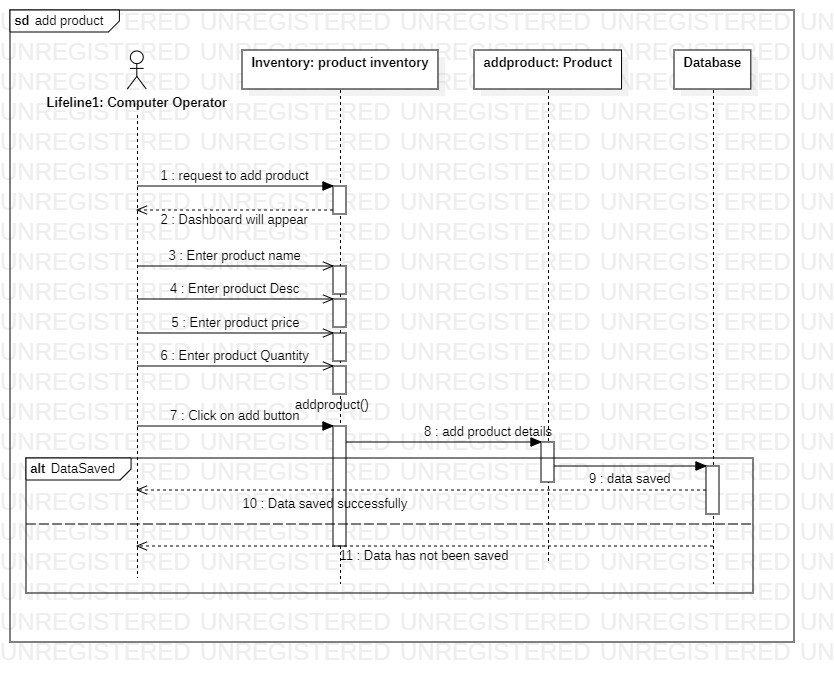 sd add product
Inventory: product inventory
addproduct: Product
Database
Lifeline1: Computer Operator
1 : request to add product
2 : Dashboard will appear
3 : Enter product name
4 : Enter product Desc
5 : Enter product price
6 : Enter product Quantity
addproduct()
7 : Click on add button
8 : add product details
alt DataSaved
9 : data saved
10 : Data saved successfully
11 : Data has not been saved
UNREGISTERED